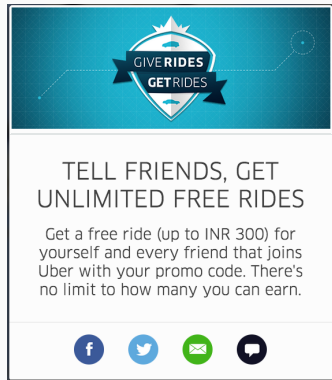 GIVE RIDES
GET RIDES
TELL FRIENDS, GET
UNLIMITED FREE RIDES
Get a free ride (up to INR 300) for
yourself and every friend that joins
Uber with your promo code. There's
no limit to how many you can earn.
f